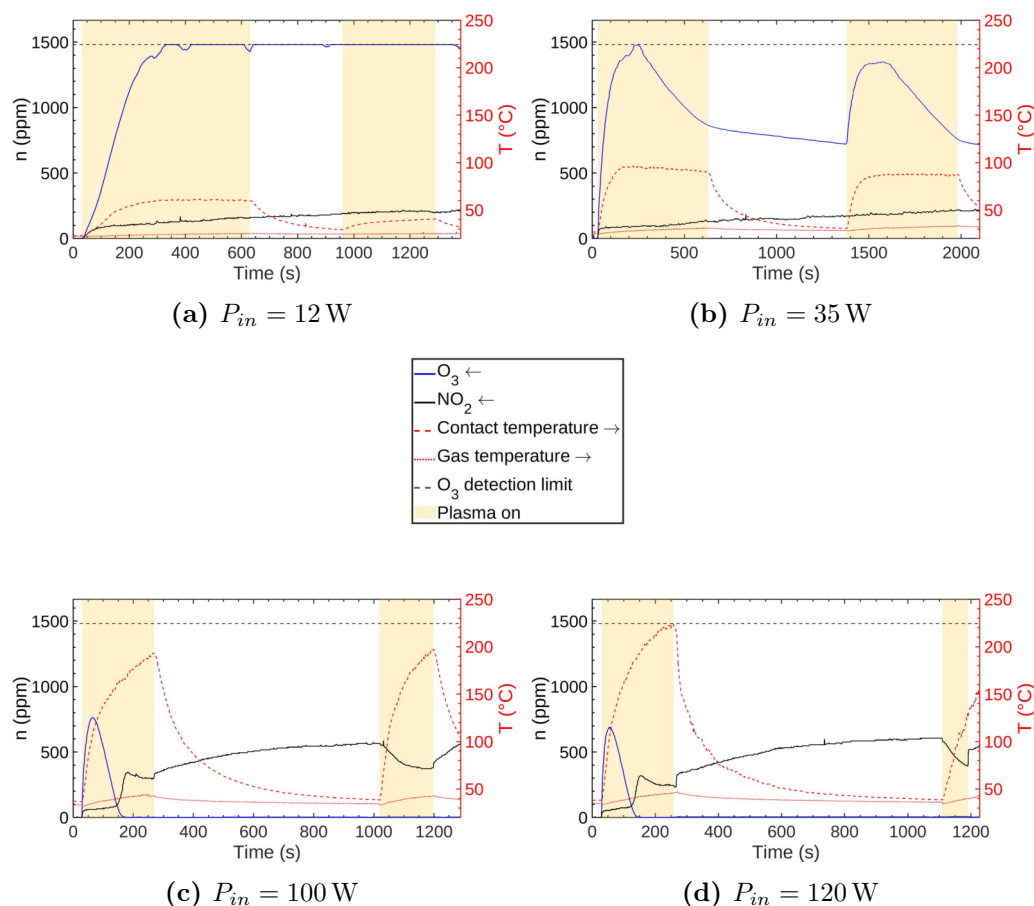 n (ppm)
1500
1000
500
0
0 200 400 600 800 1000 1200
Time (s)
250
200
150
100
50
T (°C)
(a) P_in = 12 W
n (ppm)
1500
1000
500
0
0 500 1000 1500 2000
Time (s)
250
200
150
100
50
T (°C)
(b) P_in = 35 W
O₃ ←
NO₂ ←
Contact temperature →
Gas temperature →
O₃ detection limit
Plasma on
n (ppm)
1500
1000
500
0
0 200 400 600 800 1000 1200
Time (s)
250
200
150
100
50
T (°C)
(c) P_in = 100 W
n (ppm)
1500
1000
500
0
0 200 400 600 800 1000 1200
Time (s)
250
200
150
100
50
T (°C)
(d) P_in = 120 W